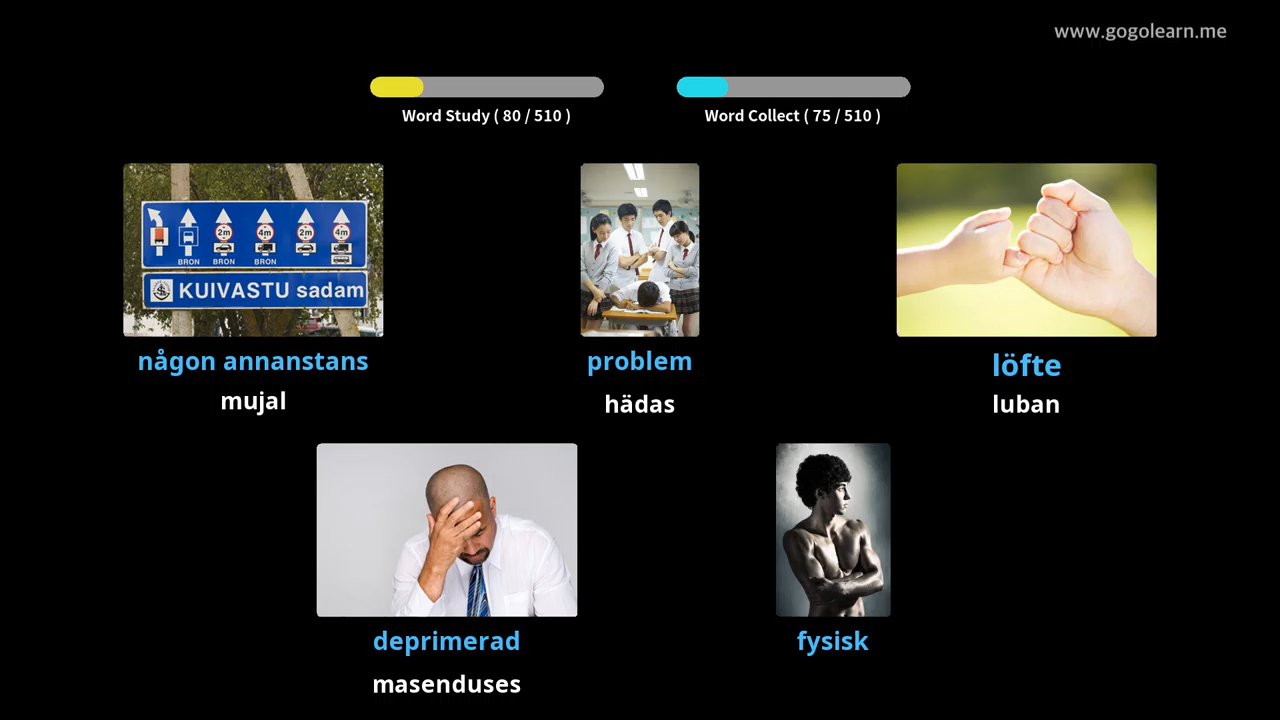 www.gogolearn.me
Word Study ( 80 / 510 )
Word Collect ( 75 / 510 )
2m
4m
2m
4m
BRON
BRON
BRON
KUIVASTU sadam
någon annanstans
mujal
problem
hädas
löfte
luban
deprimerad
masenduses
fysisk